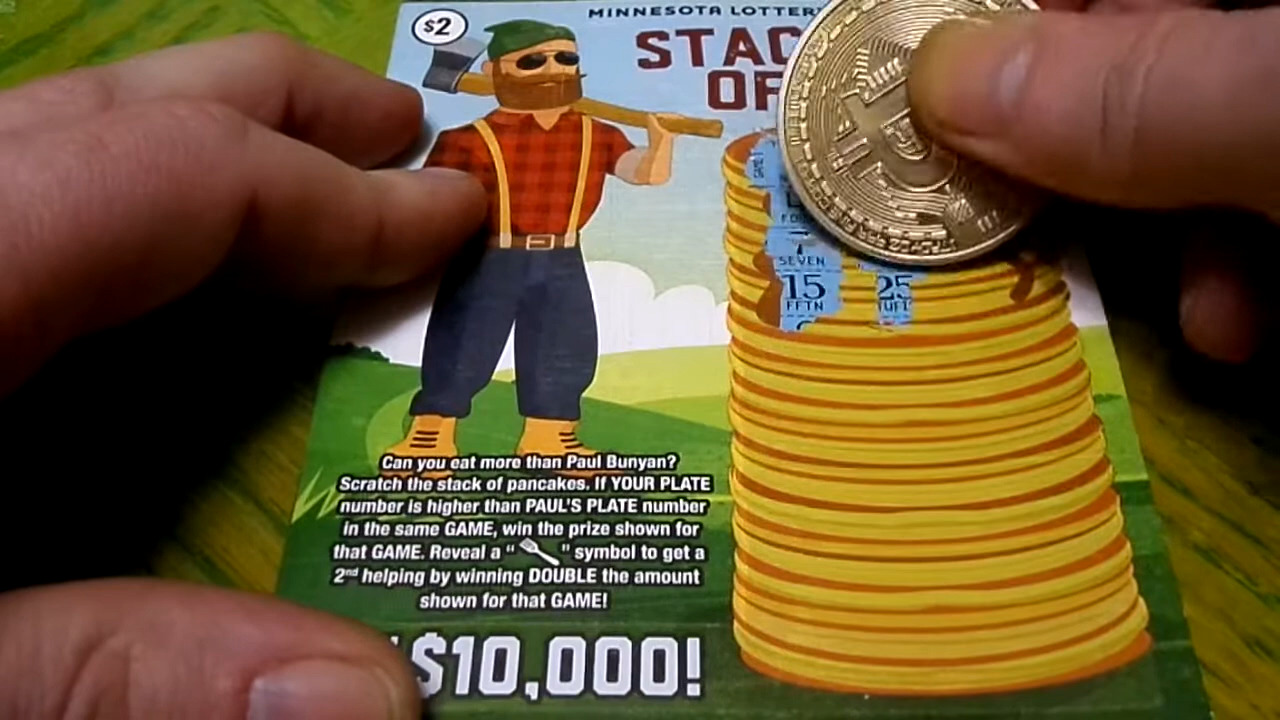 $2
MINNESOTA LOTTERY
STAC
OF
SEVEN
15
25
FFTN
Can you eat more than Paul Bunyan?
Scratch the stack of pancakes. If YOUR PLATE
number is higher than PAUL'S PLATE number
in the same GAME, win the prize shown for
that GAME. Reveal a " " symbol to get a
2nd helping by winning DOUBLE the amount
shown for that GAME!
$10,000!